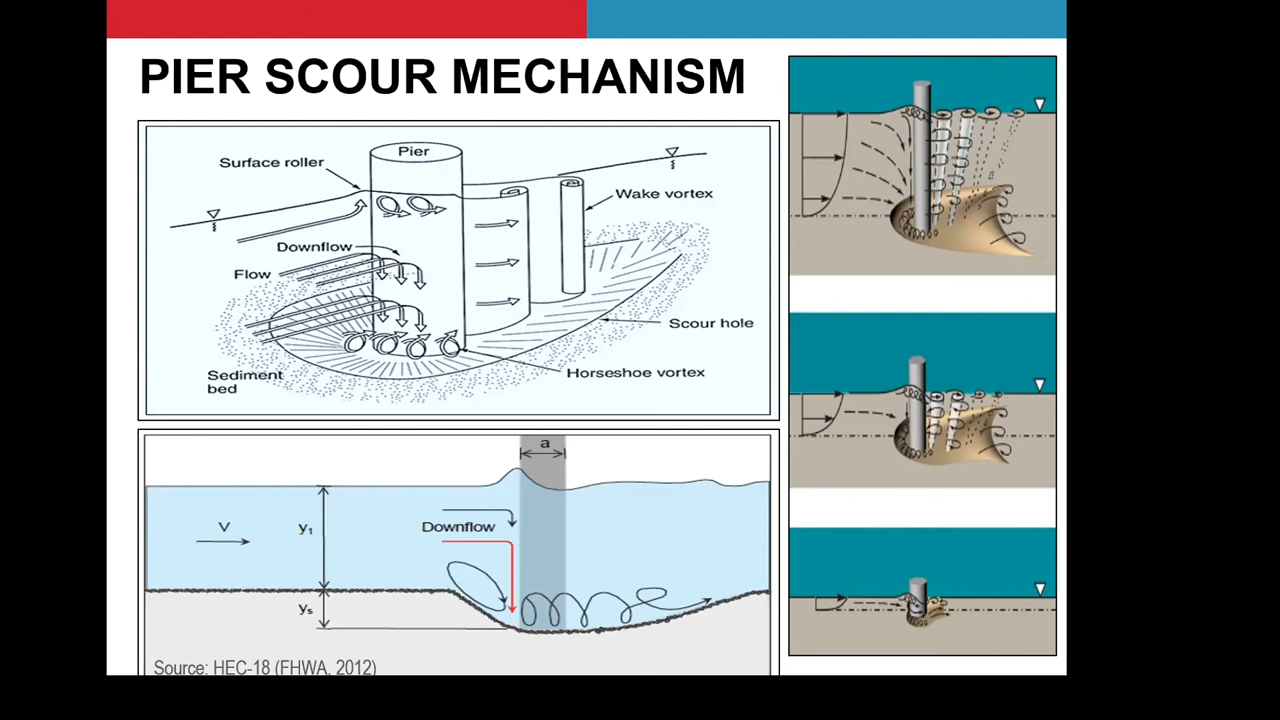 PIER SCOUR MECHANISM
Pier
Surface roller
Wake vortex
Downflow
Flow
Scour hole
Sediment
bed
Horseshoe vortex
a
V
y₁
Downflow
yₛ
Source: HEC-18 (FHWA, 2012)